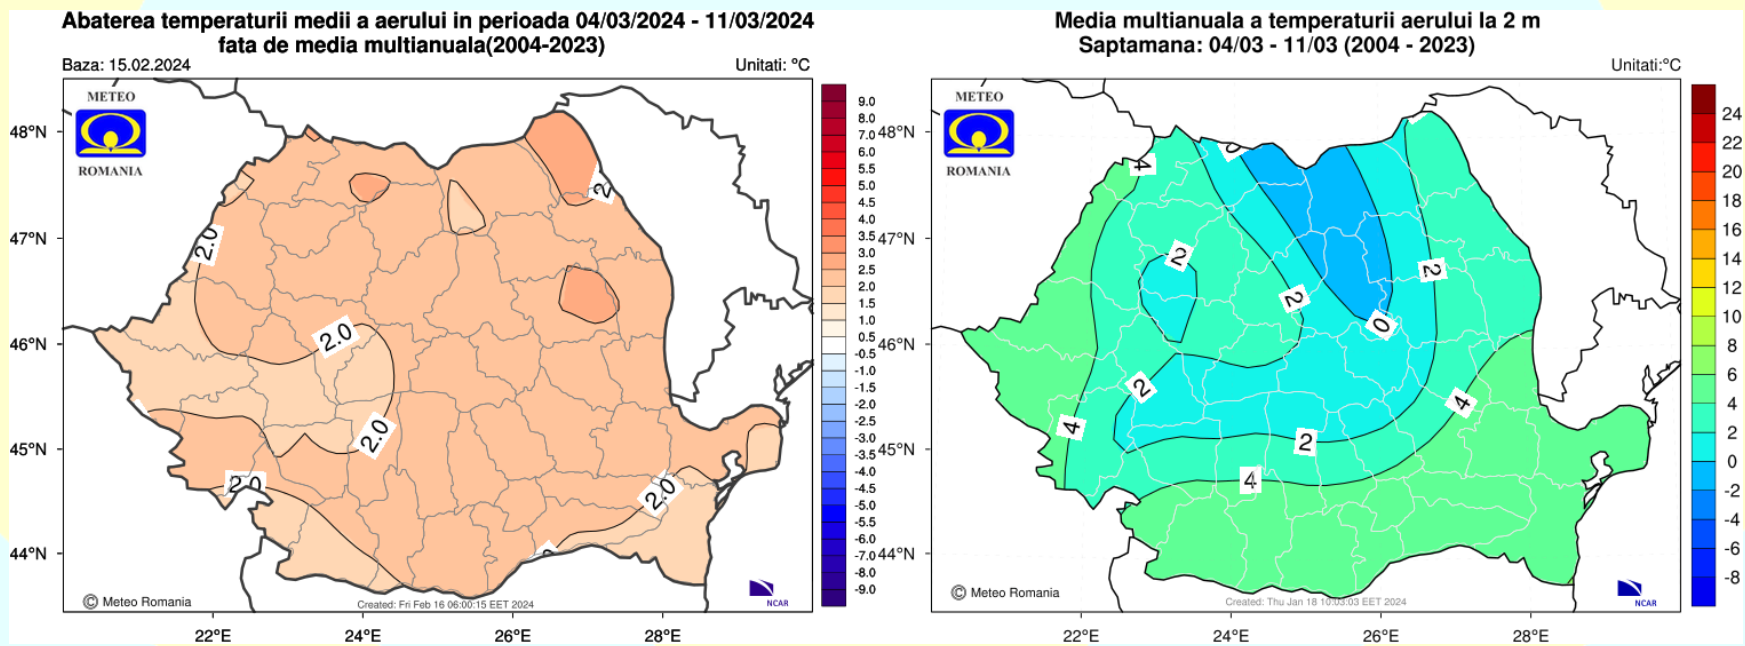 Abaterea temperaturii medii a aerului in perioada 04/03/2024 - 11/03/2024
fata de media multianuala(2004-2023)
Baza: 15.02.2024
Unitati: °C
METEO
ROMANIA
48°N
47°N
46°N
45°N
44°N
22°E
24°E
26°E
28°E
2.0
2.0
2.0
2.0
2.0
2
9.0
8.0
7.0
6.0
5.5
5.0
4.5
4.0
3.5
3.0
2.5
2.0
1.5
1.0
0.5
-0.5
-1.0
-1.5
-2.0
-2.5
-3.0
-3.5
-4.0
-4.5
-5.0
-5.5
-6.0
-7.0
-8.0
-9.0
© Meteo Romania
Created: Fri Feb 16 06:00:15 EET 2024
NCAR
Media multianuala a temperaturii aerului la 2 m
Saptamana: 04/03 - 11/03 (2004 - 2023)
Unitati:°C
METEO
ROMANIA
48°N
47°N
46°N
45°N
44°N
22°E
24°E
26°E
28°E
4
0
2
2
2
0
2
4
4
2
4
24
22
20
18
16
14
12
10
8
6
4
2
0
-2
-4
-6
-8
© Meteo Romania
Created: Thu Jan 18 10:03:03 EET 2024
NCAR